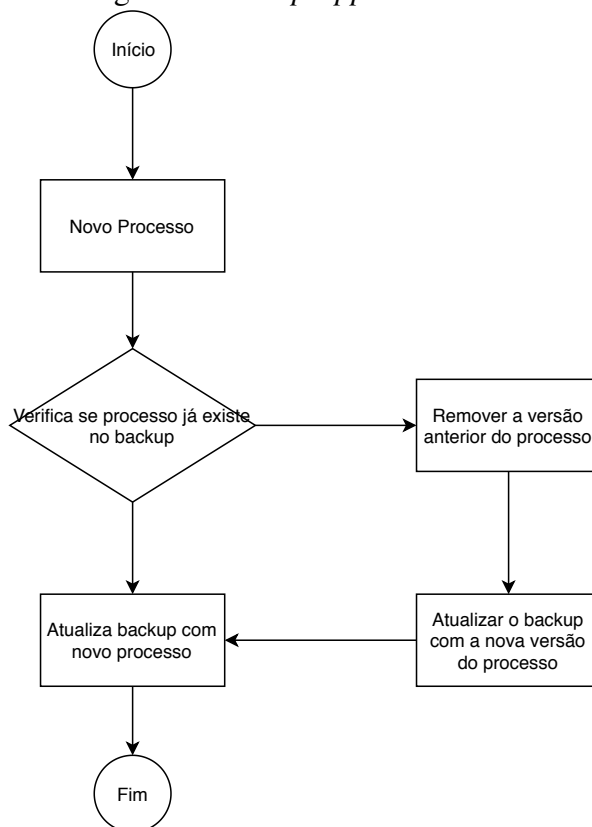 Início
Novo Processo
Verifica se processo já existe
no backup
Remover a versão
anterior do processo
Atualiza backup com
novo processo
Atualizar o backup
com a nova versão
do processo
Fim